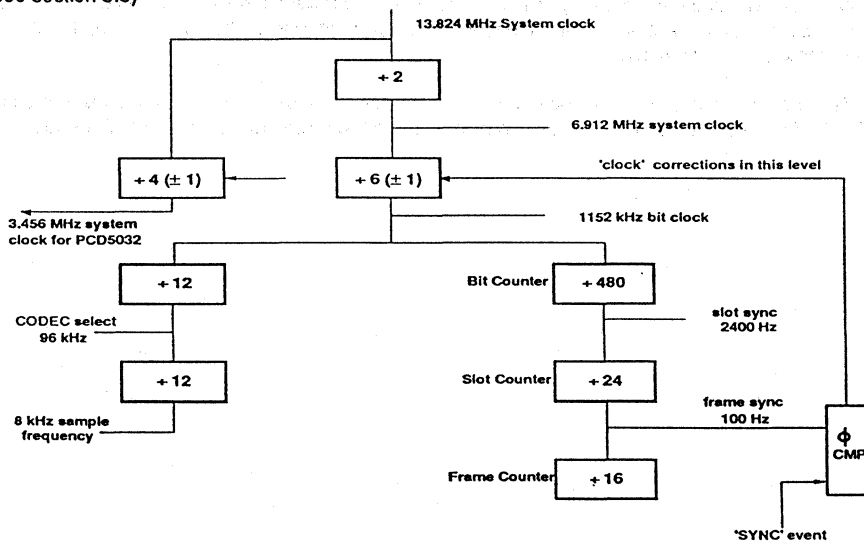 13.824 MHz System clock
÷ 2
6.912 MHz system clock
÷ 4 (± 1)
÷ 6 (± 1)
'clock' corrections in this level
3.456 MHz system
clock for PCD5032
1152 kHz bit clock
÷ 12
Bit Counter
÷ 480
CODEC select
96 kHz
slot sync
2400 Hz
÷ 12
Slot Counter
÷ 24
8 kHz sample
frequency
frame sync
100 Hz
ϕ
CMP
Frame Counter
÷ 16
'SYNC' event